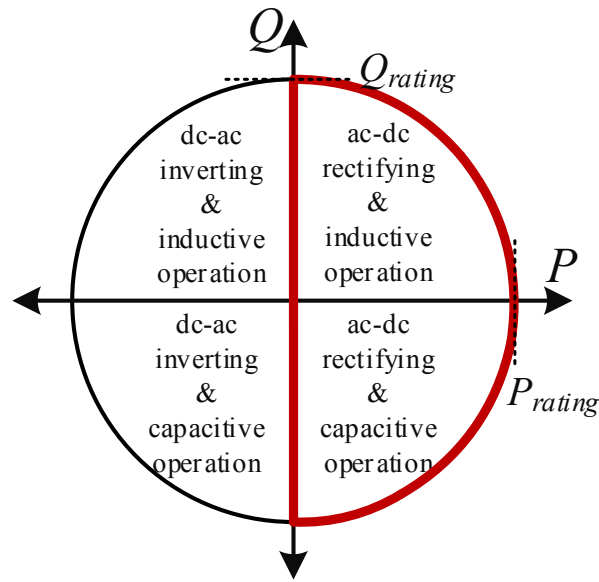 Q
Q_rating
dc-ac
inverting
&
inductive
operation
ac-dc
rectifying
&
inductive
operation
P
dc-ac
inverting
&
capacitive
operation
ac-dc
rectifying
&
capacitive
operation
P_rating